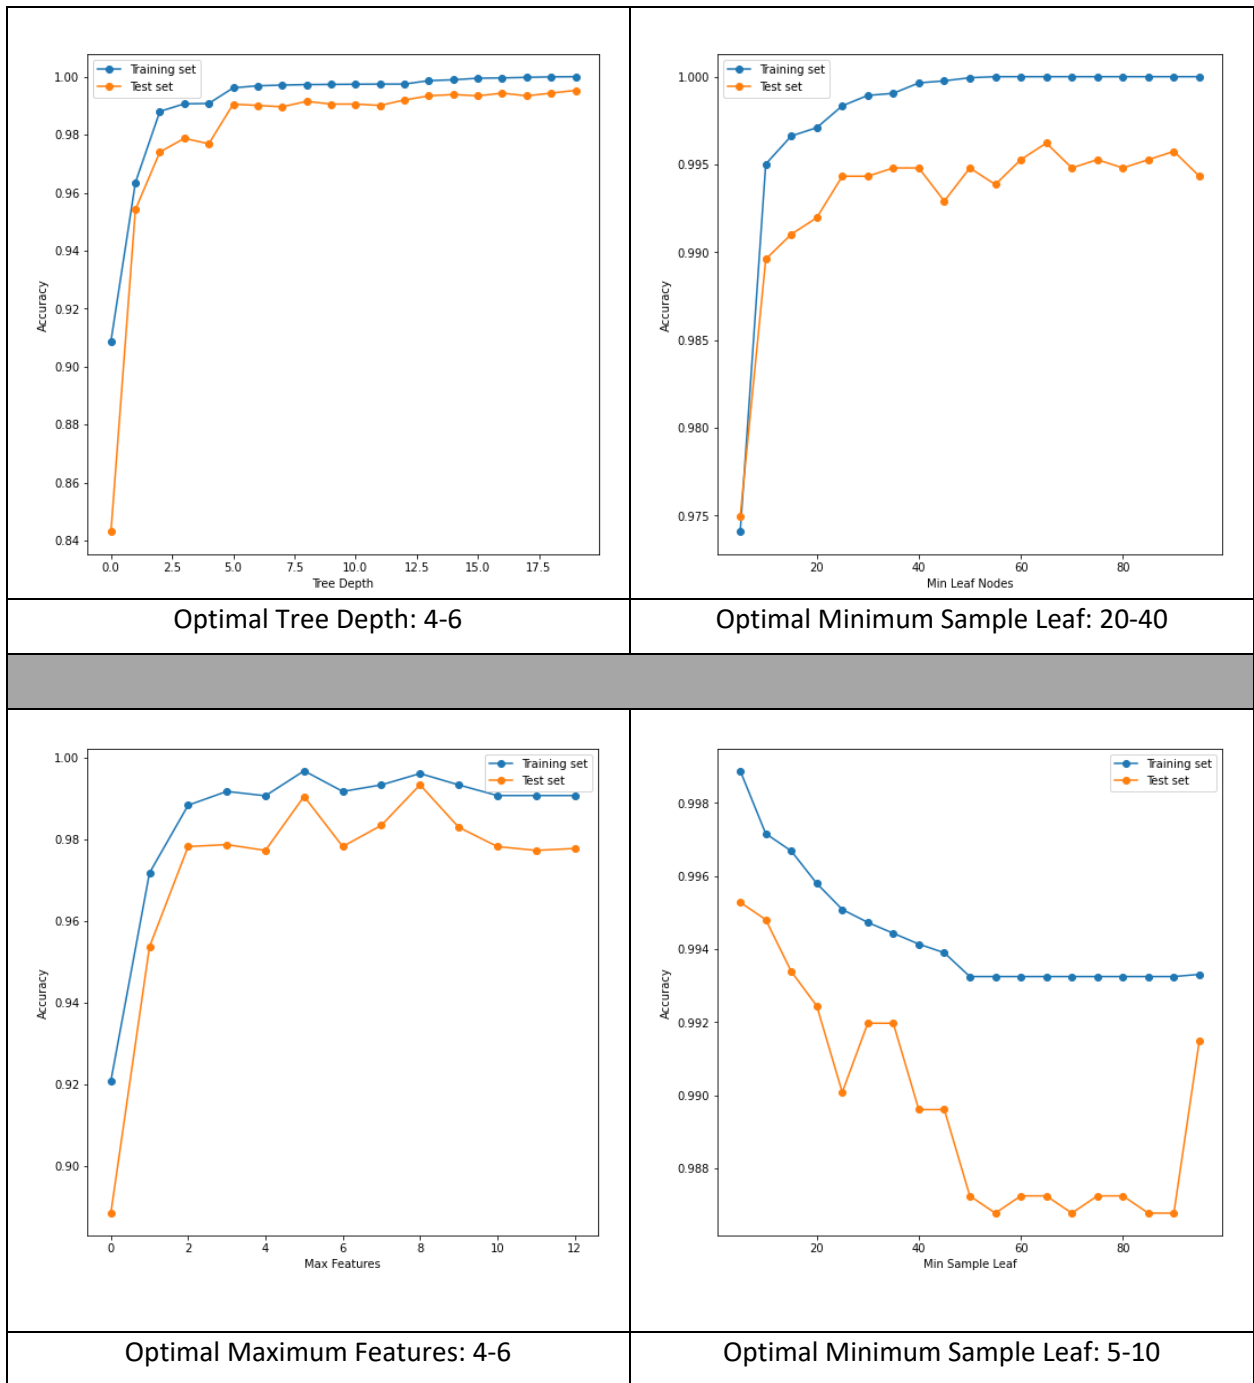 Training set
Test set
1.00
0.98
0.96
0.94
0.92
0.90
0.88
0.86
0.84
Accuracy
0.0 2.5 5.0 7.5 10.0 12.5 15.0 17.5
Tree Depth
Optimal Tree Depth: 4-6
Training set
Test set
1.000
0.995
0.990
0.985
0.980
0.975
Accuracy
20 40 60 80
Min Leaf Nodes
Optimal Minimum Sample Leaf: 20-40
Training set
Test set
1.00
0.98
0.96
0.94
0.92
0.90
Accuracy
0 2 4 6 8 10 12
Max Features
Optimal Maximum Features: 4-6
Training set
Test set
0.998
0.996
0.994
0.992
0.990
0.988
Accuracy
20 40 60 80
Min Sample Leaf
Optimal Minimum Sample Leaf: 5-10